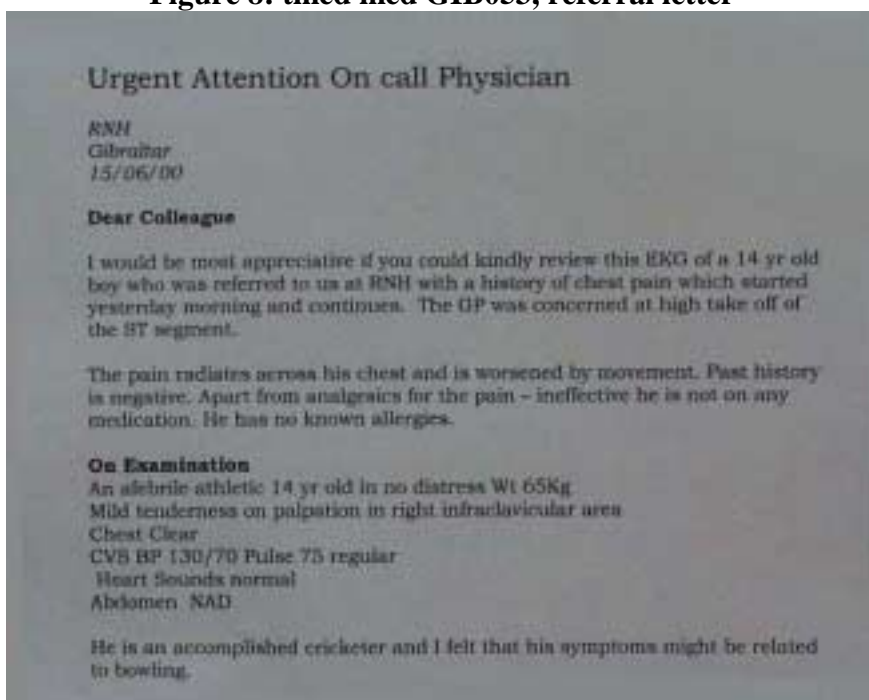 Urgent Attention On call Physician
RNH
Gibraltar
15/06/00
Dear Colleague
I would be most appreciative if you could kindly review this EKG of a 14 yr old
boy who was referred to us at RNH with a history of chest pain which started
yesterday morning and continues. The GP was concerned at high take off of
the ST segment.
The pain radiates across his chest and is worsened by movement. Past history
is negative. Apart from analgesics for the pain – ineffective he is not on any
medication. He has no known allergies.
On Examination
An afebrile athletic 14 yr old in no distress Wt 65Kg
Mild tenderness on palpation in right infraclavicular area
Chest Clear
CVS BP 130/70 Pulse 75 regular
Heart Sounds normal
Abdomen NAD
He is an accomplished cricketer and I felt that his symptoms might be related
to bowling.